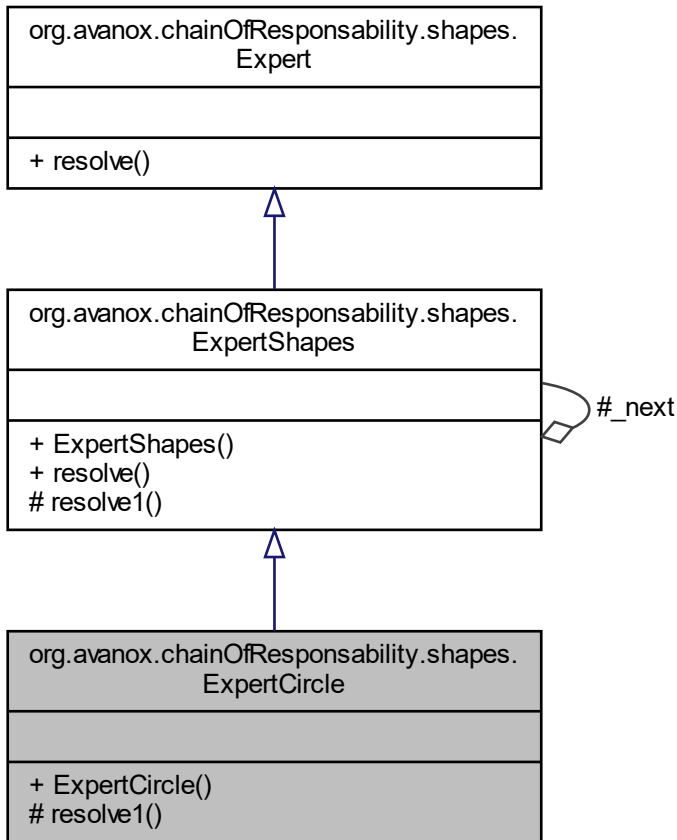 org.avanox.chainOfResponsability.shapes.
Expert
+ resolve()
org.avanox.chainOfResponsability.shapes.
ExpertShapes
#_next
+ ExpertShapes()
+ resolve()
# resolve1()
org.avanox.chainOfResponsability.shapes.
ExpertCircle
+ ExpertCircle()
# resolve1()